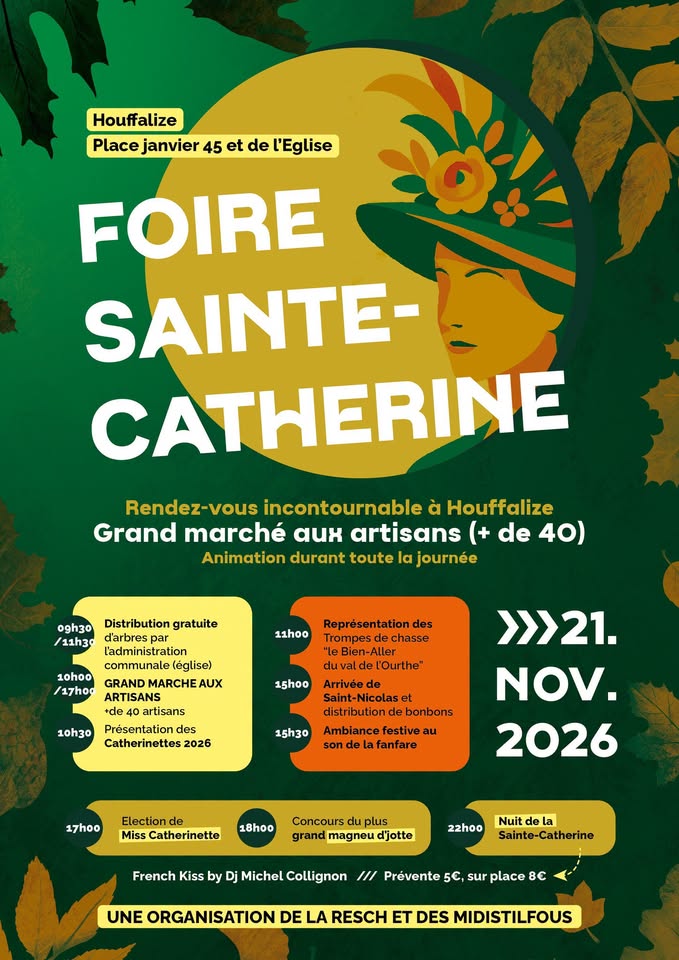 Houffalize
Place janvier 45 et de l'Eglise
FOIRE
SAINTE-
CATHERINE
Rendez-vous incontournable à Houffalize
Grand marché aux artisans (+ de 40)
Animation durant toute la journée
09h30
/11h30
Distribution gratuite
d'arbres par
l'administration
communale (église)
10h00
/17h00
GRAND MARCHE AUX
ARTISANS
+de 40 artisans
10h30
Présentation des
Catherinettes 2026
11h00
Représentation des
Trompes de chasse
"le Bien-Aller
du val de l'Ourthe"
15h00
Arrivée de
Saint-Nicolas et
distribution de bonbons
15h30
Ambiance festive au
son de la fanfare
21.
NOV.
2026
17h00
Election de
Miss Catherinette
18h00
Concours du plus
grand magneu d'jotte
22h00
Nuit de la
Sainte-Catherine
French Kiss by Dj Michel Collignon /// Prévente 5€, sur place 8€
UNE ORGANISATION DE LA RESCH ET DES MIDISTILFOUS